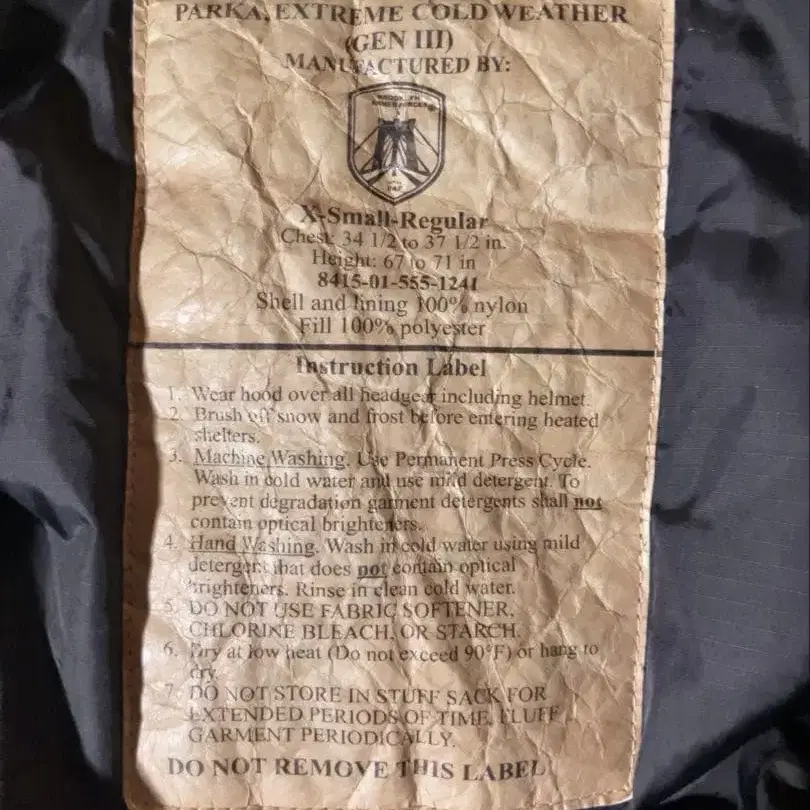 PARKA, EXTREME COLD WEATHER
(GEN III)
MANUFACTURED BY:
BROOKLYN
ARMED FORCES
X-Small-Regular
Chest: 34 1/2 to 37 1/2 in.
Height: 67 to 71 in
8415-01-555-1241
Shell and lining 100% nylon
Fill 100% polyester
Instruction Label
1. Wear hood over all headgear including helmet.
2. Brush off snow and frost before entering heated
shelters.
3. Machine Washing. Use Permanent Press Cycle.
Wash in cold water and use mild detergent. To
prevent degradation garment detergents shall not
contain optical brighteners.
4. Hand Washing. Wash in cold water using mild
detergent that does not contain optical
brighteners. Rinse in clean cold water.
5. DO NOT USE FABRIC SOFTENER,
CHLORINE BLEACH, OR STARCH.
6. Dry at low heat (Do not exceed 90°F) or hang to
dry.
7. DO NOT STORE IN STUFF SACK FOR
EXTENDED PERIODS OF TIME. FLUFF
GARMENT PERIODICALLY.
DO NOT REMOVE THIS LABEL